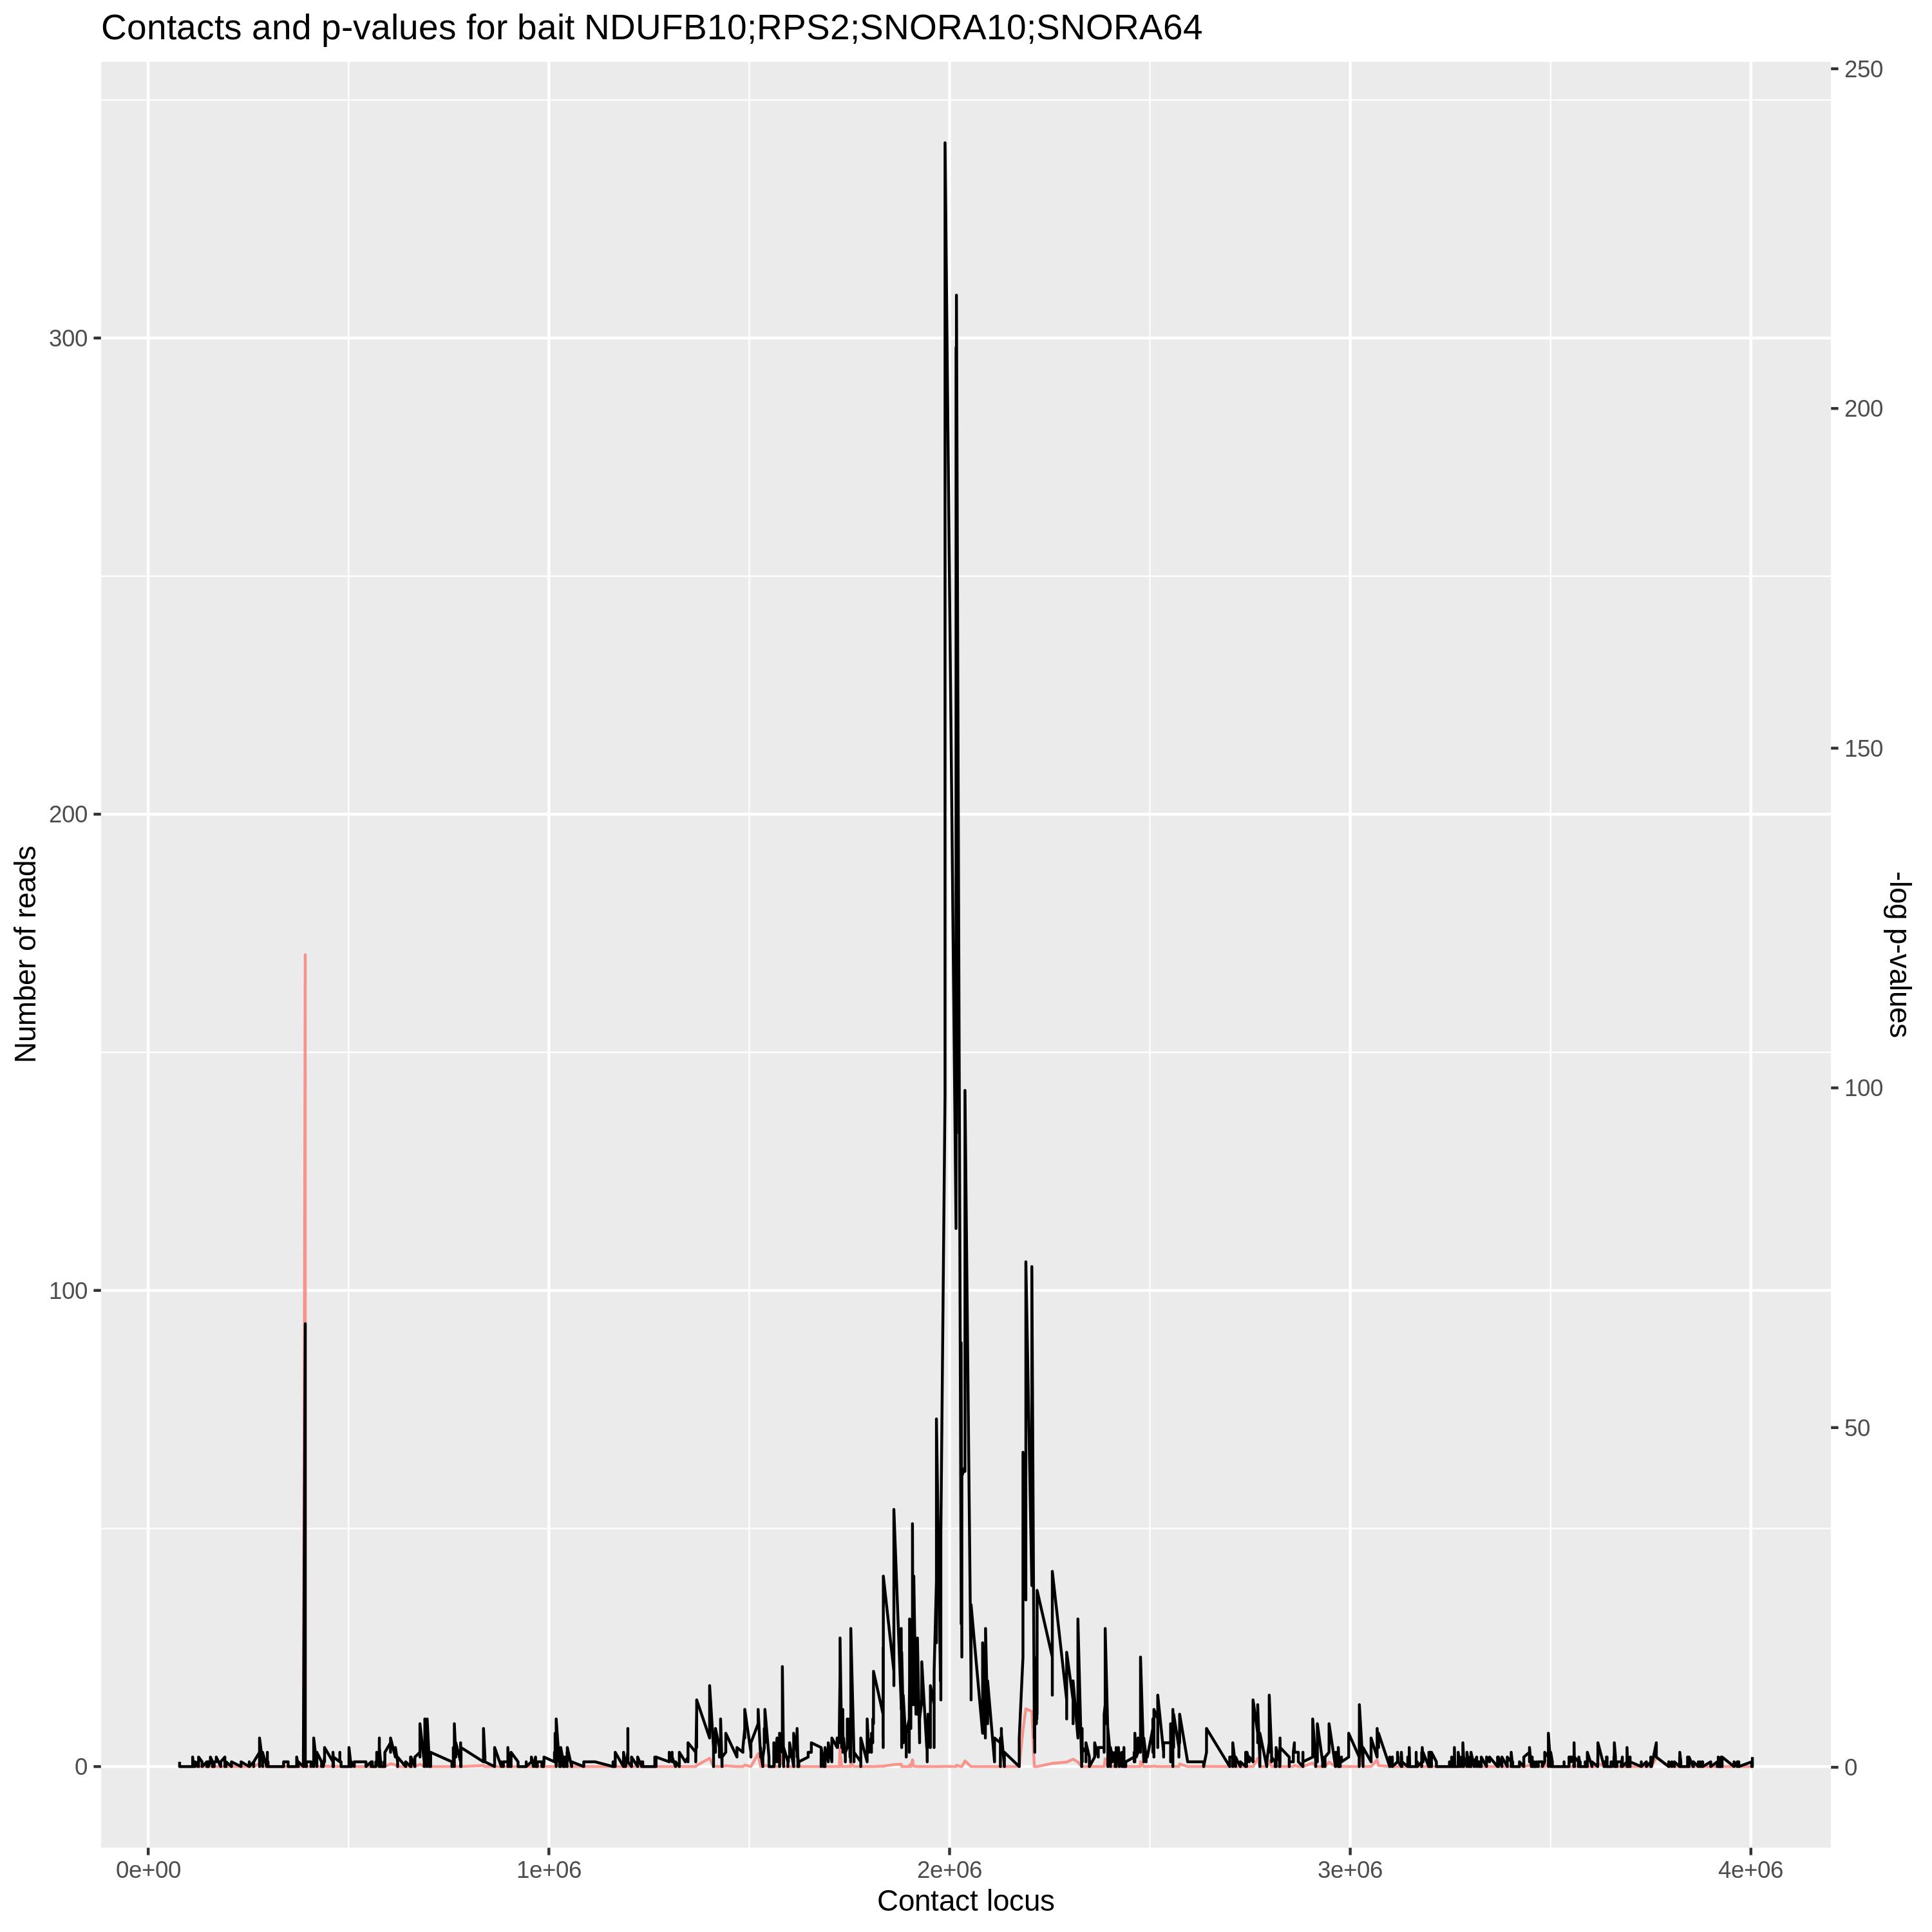 Contacts and p-values for bait NDUFB10;RPS2;SNORA10;SNORA64
Number of reads
300
200
100
0
250
200
150
100
50
0
-log p-values
0e+00
1e+06
2e+06
3e+06
4e+06
Contact locus